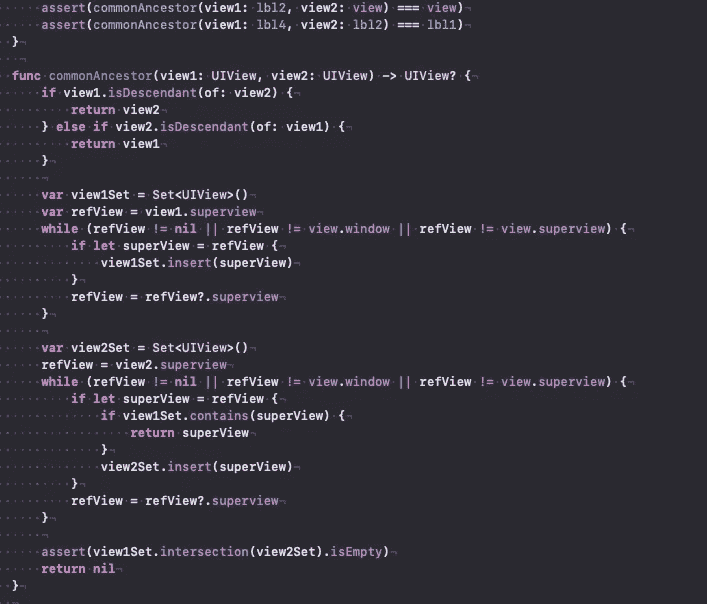 assert(commonAncestor(view1: lbl2, view2: view) === view)
assert(commonAncestor(view1: lbl4, view2: lbl2) === lbl1)
}
func commonAncestor(view1: UIView, view2: UIView) -> UIView? {
if view1.isDescendant(of: view2) {
return view2
} else if view2.isDescendant(of: view1) {
return view1
}
var view1Set = Set<UIView>()
var refView = view1.superview
while (refView != nil || refView != view.window || refView != view.superview) {
if let superView = refView {
view1Set.insert(superView)
}
refView = refView?.superview
}
var view2Set = Set<UIView>()
refView = view2.superview
while (refView != nil || refView != view.window || refView != view.superview) {
if let superView = refView {
if view1Set.contains(superView) {
return superView
}
view2Set.insert(superView)
}
refView = refView?.superview
}
assert(view1Set.intersection(view2Set).isEmpty)
return nil
}